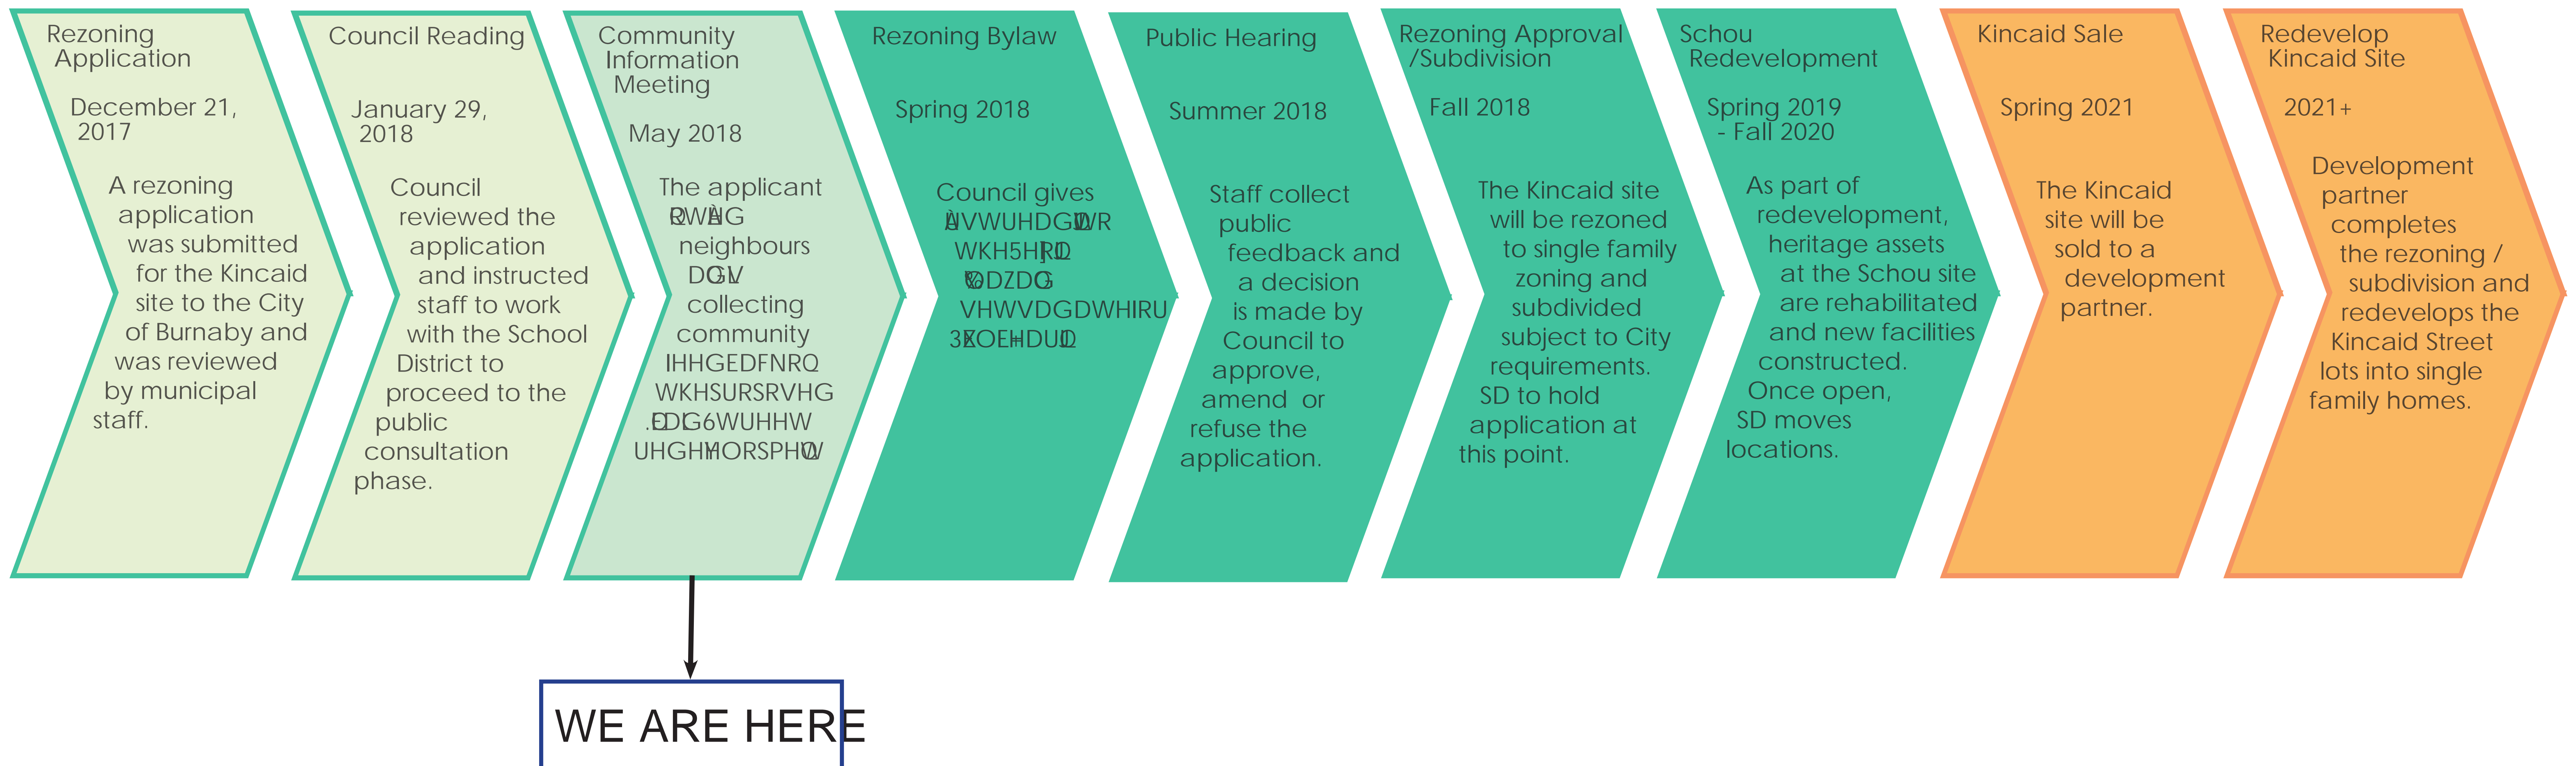 Rezoning
Application
December 21,
2017
A rezoning
application
was submitted
for the Kincaid
site to the City
of Burnaby and
was reviewed
by municipal
staff.
Council Reading
January 29,
2018
Council
reviewed the
application
and instructed
staff to work
with the School
District to
proceed to the
public
consultation
phase.
Community
Information
Meeting
May 2018
The applicant
neighbours
collecting
community
IHHGEDFNRQ
WKHSURSRVHG
Rezoning Bylaw
Spring 2018
Council gives
VHWVDGDWHIRU
Public Hearing
Summer 2018
Staff collect
public
feedback and
a decision
is made by
Council to
approve,
amend or
refuse the
application.
Rezoning Approval
/Subdivision
Fall 2018
The Kincaid site
will be rezoned
to single family
zoning and
subdivided
subject to City
requirements.
SD to hold
application at
this point.
Schou
Redevelopment
Spring 2019
- Fall 2020
As part of
redevelopment,
heritage assets
at the Schou site
are rehabilitated
and new facilities
constructed.
Once open,
SD moves
locations.
Kincaid Sale
Spring 2021
The Kincaid
site will be
sold to a
development
partner.
Redevelop
Kincaid Site
2021+
Development
partner
completes
the rezoning /
subdivision and
redevelops the
Kincaid Street
lots into single
family homes.
WE ARE HERE